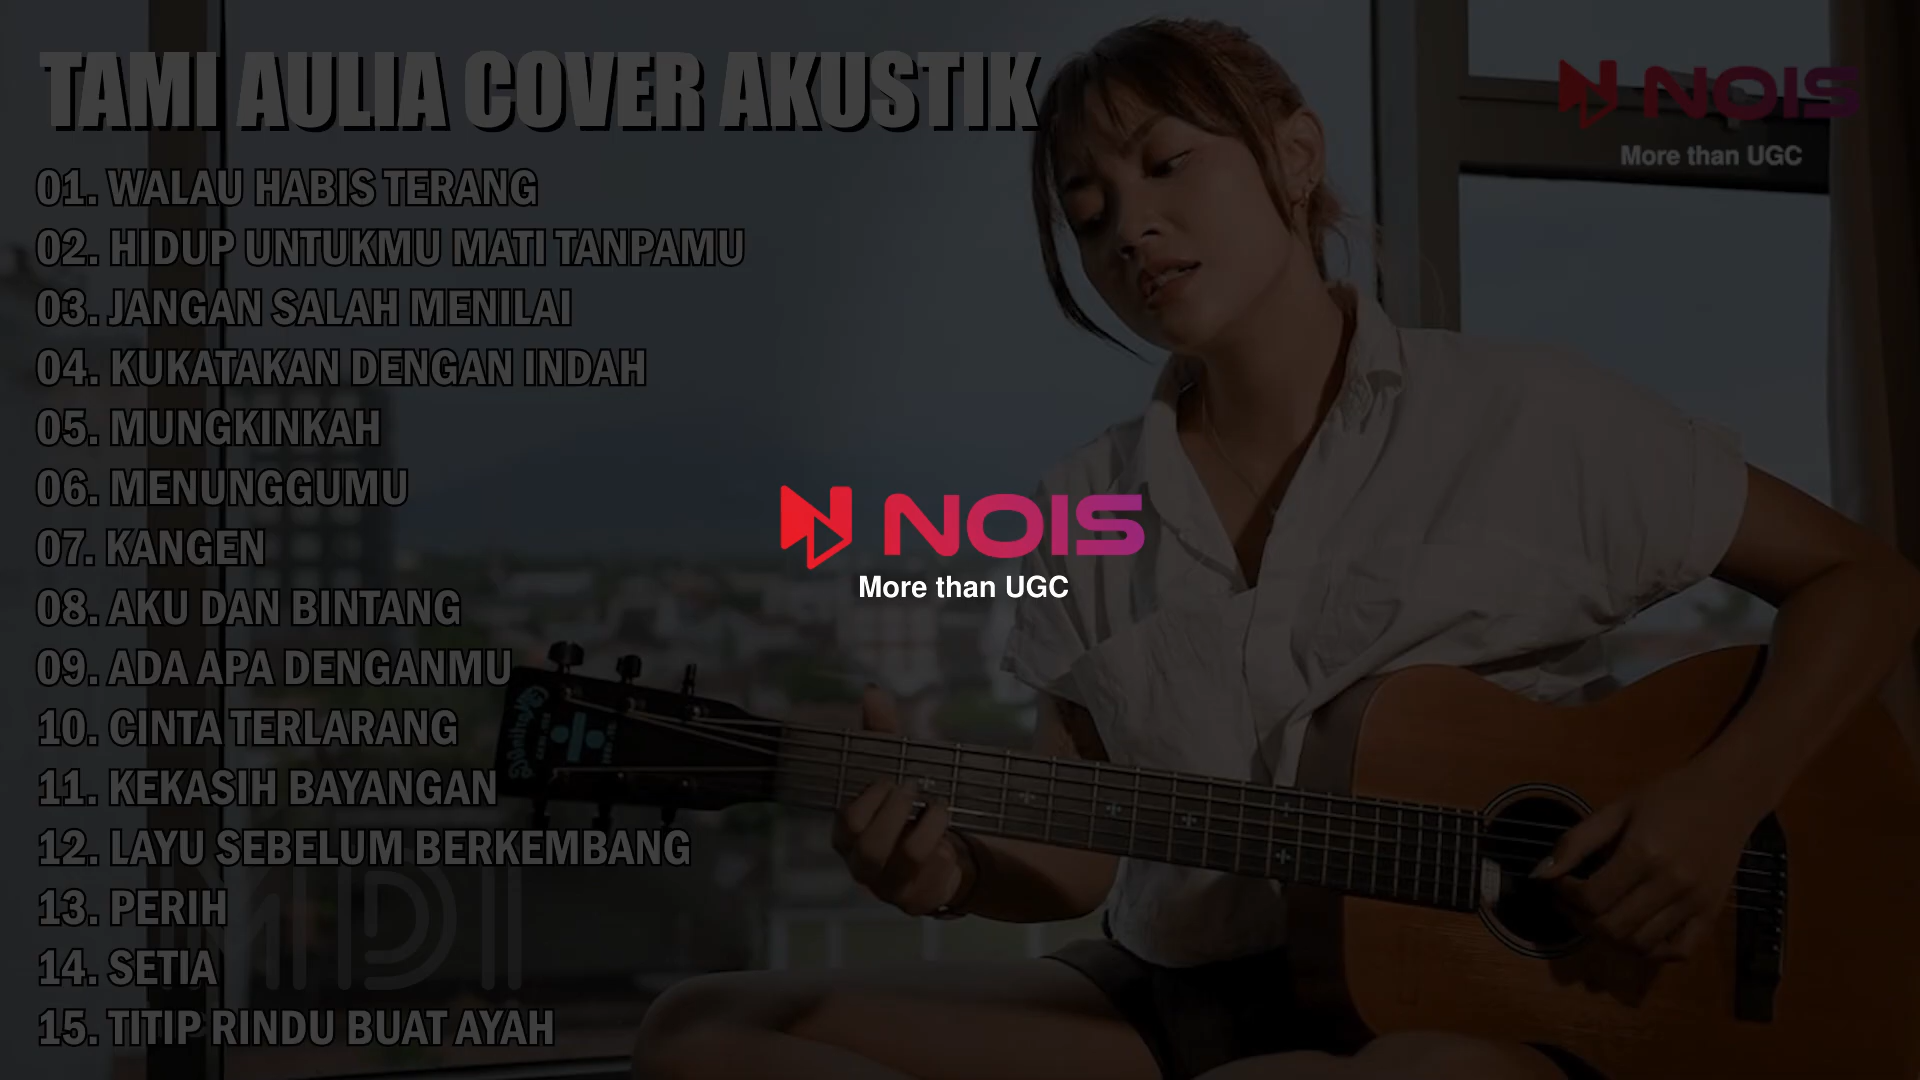 TAMI AULIA COVER AKUSTIK
NOIS
More than UGC
01. WALAU HABIS TERANG
02. HIDUP UNTUKMU MATI TANPAMU
03. JANGAN SALAH MENILAI
04. KUKATAKAN DENGAN INDAH
05. MUNGKINKAH
06. MENUNGGUMU
07. KANGEN
08. AKU DAN BINTANG
09. ADA APA DENGANMU
10. CINTA TERLARANG
11. KEKASIH BAYANGAN
12. LAYU SEBELUM BERKEMBANG
13. PERIH
14. SETIA
15. TITIP RINDU BUAT AYAH
NOIS
More than UGC
MDI